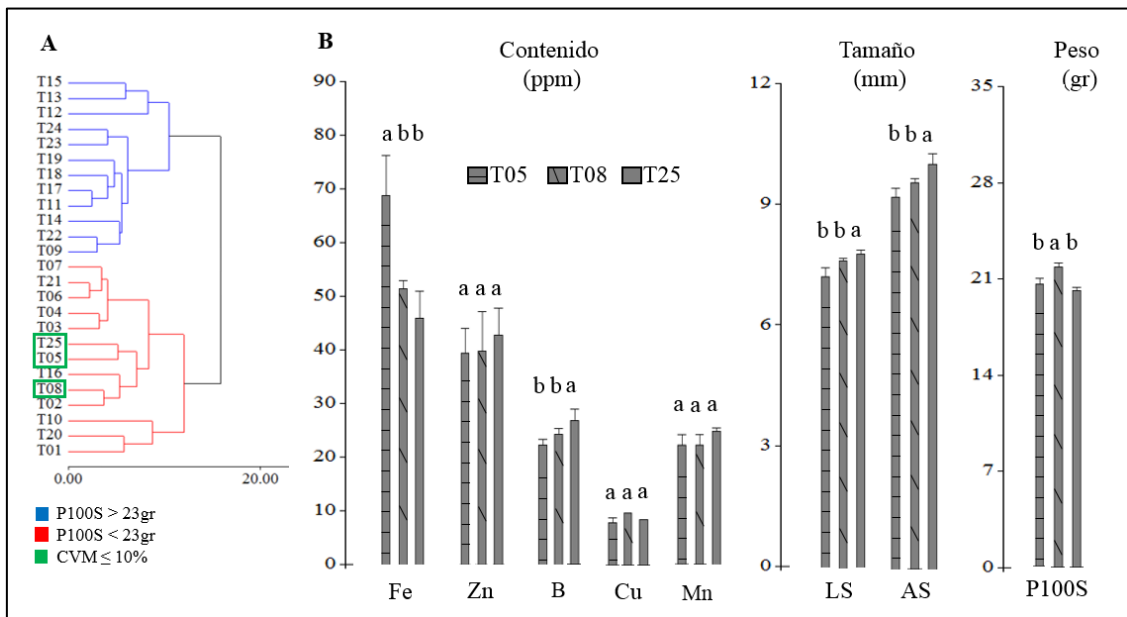 A
T15
T13
T12
T24
T23
T19
T18
T17
T11
T14
T22
T09
T07
T21
T06
T04
T03
T25
T05
T16
T08
T02
T10
T20
T01
0.00 20.00
P100S > 23gr
P100S < 23gr
CVM ≤ 10%
B
Contenido
(ppm)
90
80
70
60
50
40
30
20
10
0
a b b
a a a
b b a
a a a
a a a
T05 T08 T25
Fe Zn B Cu Mn
Tamaño
(mm)
12
9
6
3
0
b b a
b b a
LS AS
Peso
(gr)
35
28
21
14
7
0
b a b
P100S